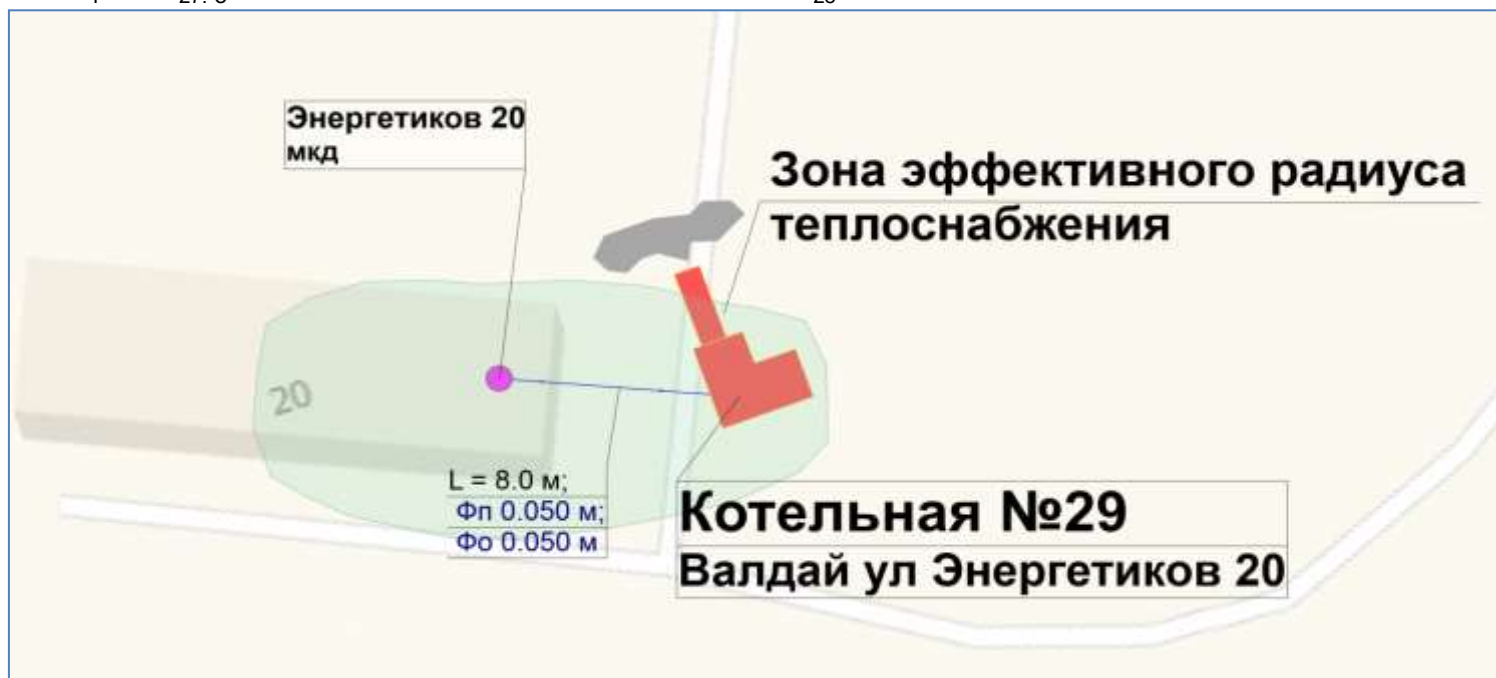 Энергетиков 20
мкд
Зона эффективного радиуса
теплоснабжения
20
L = 8.0 м;
Фп 0.050 м;
Фо 0.050 м
Котельная №29
Валдай ул Энергетиков 20